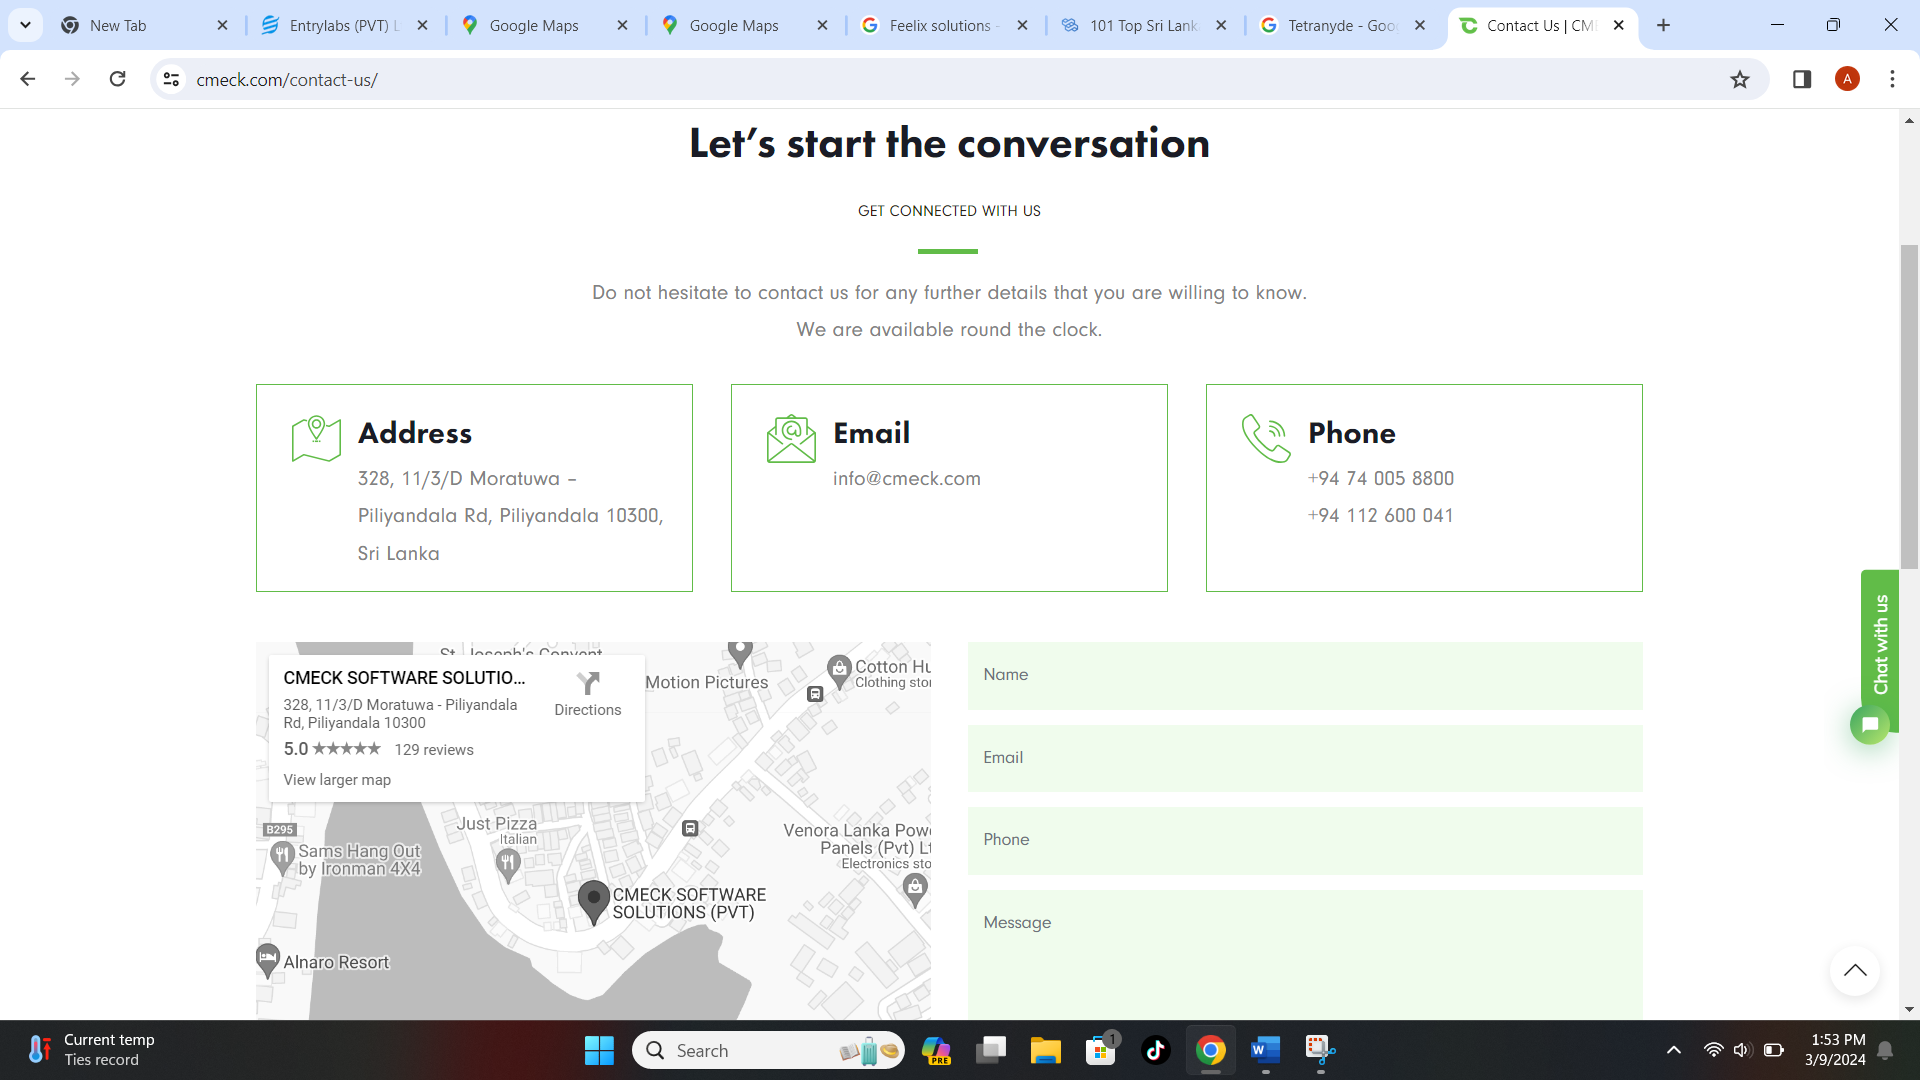 New Tab
Entrylabs (PVT) L
Google Maps
Google Maps
Feelix solutions -
101 Top Sri Lank
Tetranyde - Goo
Contact Us | CME
cmeck.com/contact-us/
A
Let’s start the conversation
GET CONNECTED WITH US
Do not hesitate to contact us for any further details that you are willing to know.
We are available round the clock.
Address
328, 11/3/D Moratuwa –
Piliyandala Rd, Piliyandala 10300,
Sri Lanka
Email
info@cmeck.com
Phone
+94 74 005 8800
+94 112 600 041
Chat with us
St. Joseph's Convent
CMECK SOFTWARE SOLUTIO...
328, 11/3/D Moratuwa - Piliyandala
Rd, Piliyandala 10300
5.0 ★★★★★ 129 reviews
View larger map
Directions
Motion Pictures
Cotton Hu
Clothing stor
Just Pizza
Italian
B295
Sams Hang Out
by Ironman 4X4
Venora Lanka Powe
Panels (Pvt) Lt
Electronics sto
CMECK SOFTWARE
SOLUTIONS (PVT)
Alnaro Resort
Name
Email
Phone
Message
Current temp
Ties record
Search
PRE
1
W
1:53 PM
3/9/2024